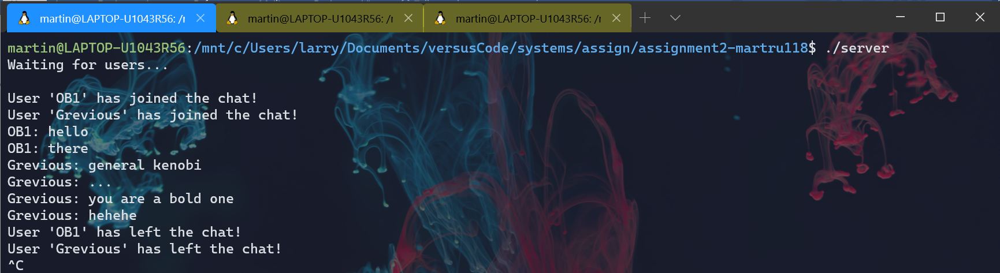 martin@LAPTOP-U1043R56: /r martin@LAPTOP-U1043R56: /r martin@LAPTOP-U1043R56: /r
martin@LAPTOP-U1043R56:/mnt/c/Users/larry/Documents/versusCode/systems/assign/assignment2-martru118$ ./server
Waiting for users...
User 'OB1' has joined the chat!
User 'Grevious' has joined the chat!
OB1: hello
OB1: there
Grevious: general kenobi
Grevious: ...
Grevious: you are a bold one
Grevious: hehehe
User 'OB1' has left the chat!
User 'Grevious' has left the chat!
^C